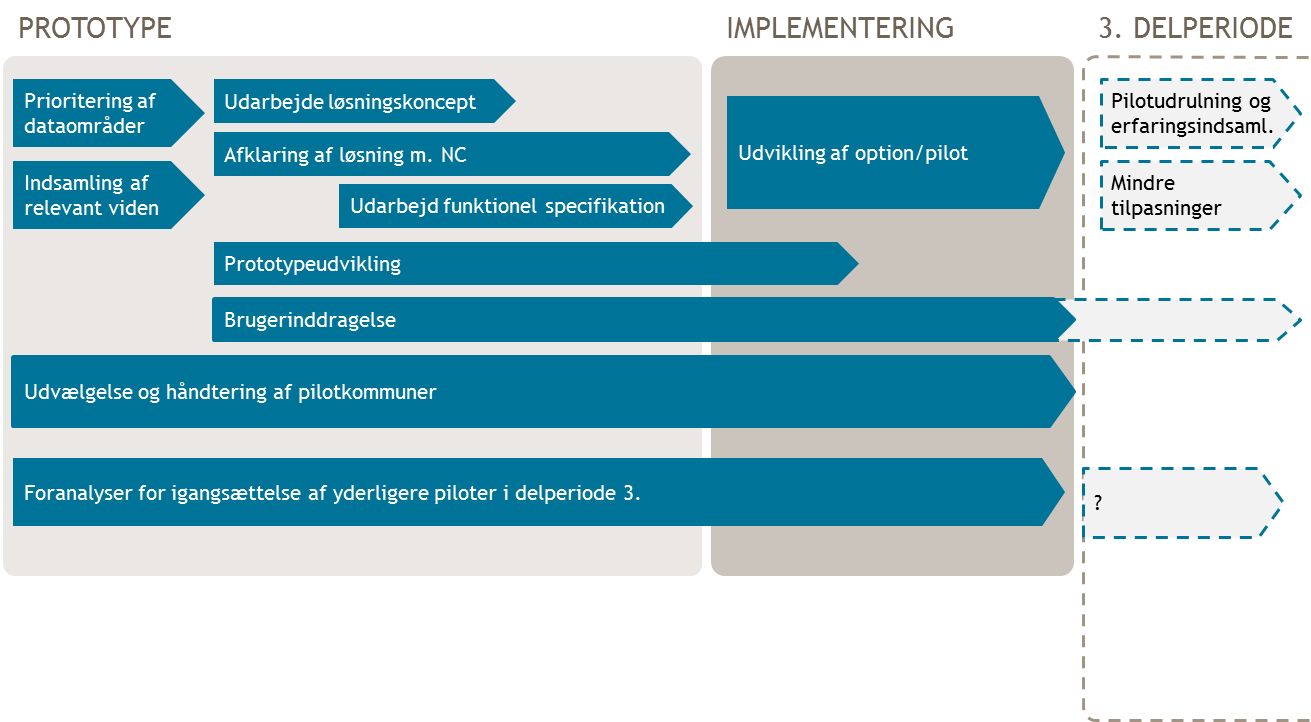 PROTOTYPE
IMPLEMENTERING
3. DELPERIODE
Prioritering af
dataområder
Indsamling af
relevant viden
Udarbejde løsningskoncept
Afklaring af løsning m. NC
Udarbejd funktionel specifikation
Udvikling af option/pilot
Pilotudrulning og
erfaringsindsaml.
Mindre
tilpasninger
Prototypeudvikling
Brugerinddragelse
Udvælgelse og håndtering af pilotkommuner
Foranalyser for igangsættelse af yderligere piloter i delperiode 3.
?